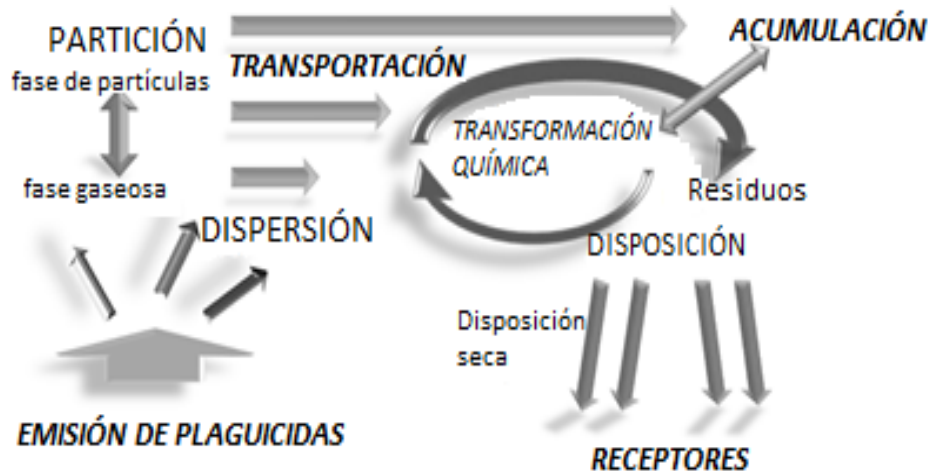 PARTICIÓN
fase de partículas
fase gaseosa
TRANSPORTACIÓN
ACUMULACIÓN
TRANSFORMACIÓN
QUÍMICA
Residuos
DISPERSIÓN
DISPOSICIÓN
Disposición
seca
EMISIÓN DE PLAGUICIDAS
RECEPTORES